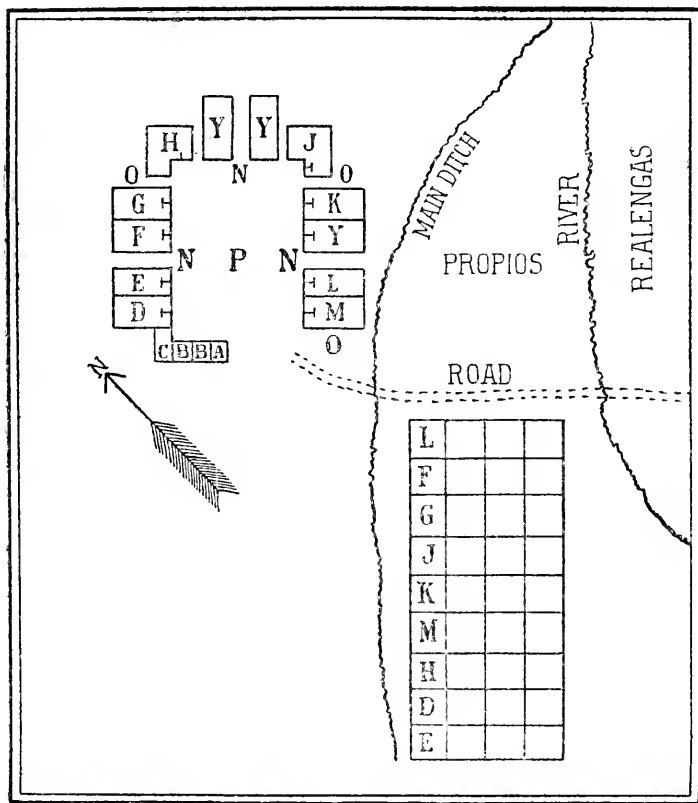 H Y Y J
O N O
G K
F Y
N P N
E L
D M
C B B A O
N
MAIN DITCH
RIVER
REALENGAS
PROPIOS
ROAD
L
F
G
J
K
M
H
D
E